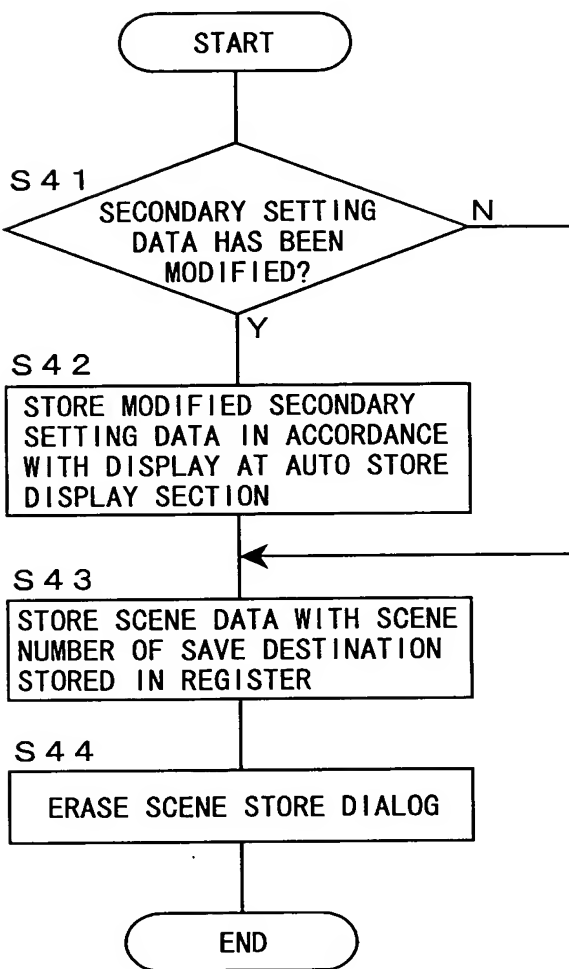 START
S41
SECONDARY SETTING
DATA HAS BEEN
MODIFIED?
N
Y
S42
STORE MODIFIED SECONDARY
SETTING DATA IN ACCORDANCE
WITH DISPLAY AT AUTO STORE
DISPLAY SECTION
S43
STORE SCENE DATA WITH SCENE
NUMBER OF SAVE DESTINATION
STORED IN REGISTER
S44
ERASE SCENE STORE DIALOG
END